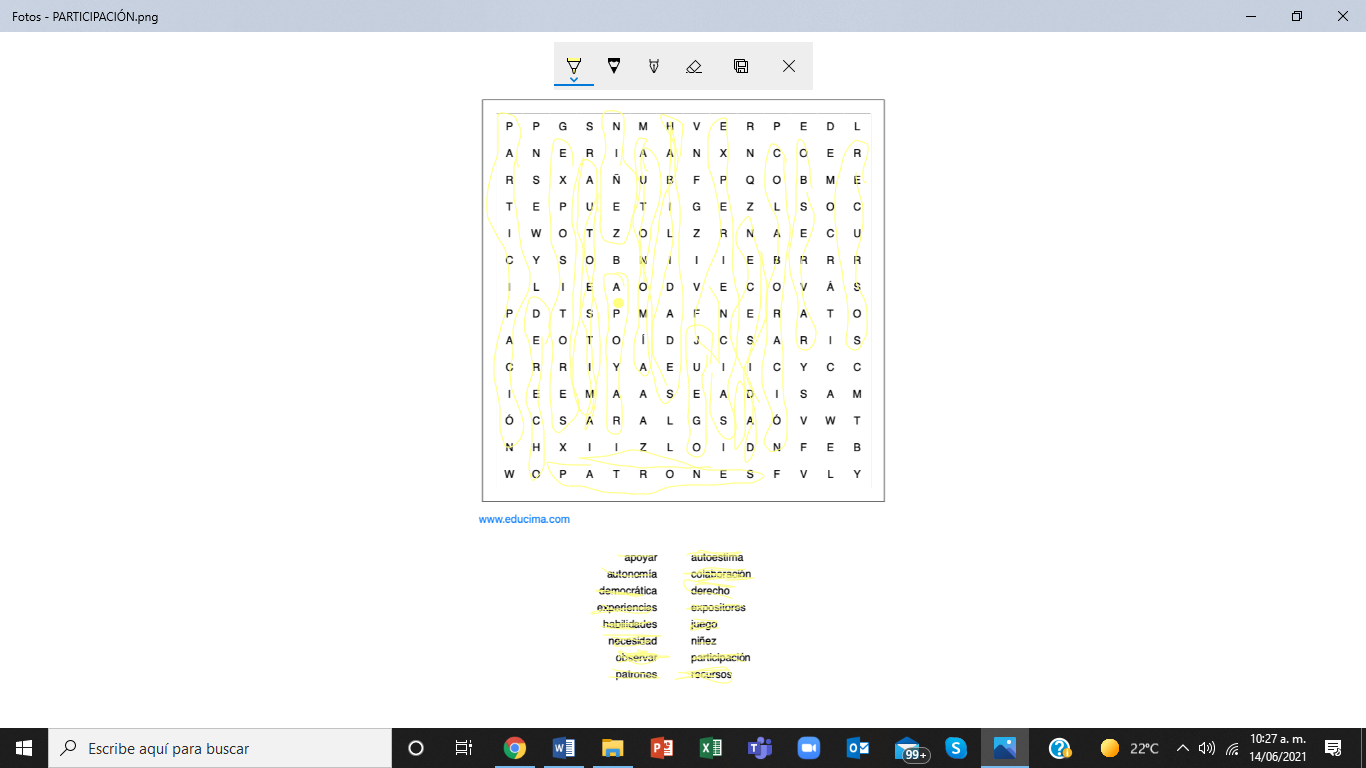 Fotos - PARTICIPACIÓN.png
P P G S N M H V E R P E D L
A N E R I A A N X N C O E R
R S X A Ñ U B F P Q O B M E
T E P U E T I G E Z L S O C
I W O T Z O L Z R N A E C U
C Y S O B N I I I E B R R R
I L I E A O D V E C O V Á S
P D T S P M A F N E R A T O
A E O T O Í D J C S A R I S
C R R I Y A E U I I C Y C C
I E E M A A S E A D I S A M
Ó C S A R A L G S A Ó V W T
N H X I I Z L O I D N F E B
W O P A T R O N E S F V L Y
www.educima.com
apoyar autoestima
autonomía colaboración
democrática derecho
experiencias expositores
habilidades juego
necesidad niñez
observar participación
patrones recursos
Escribe aquí para buscar
99+
22°C
10:27 a. m.
14/06/2021